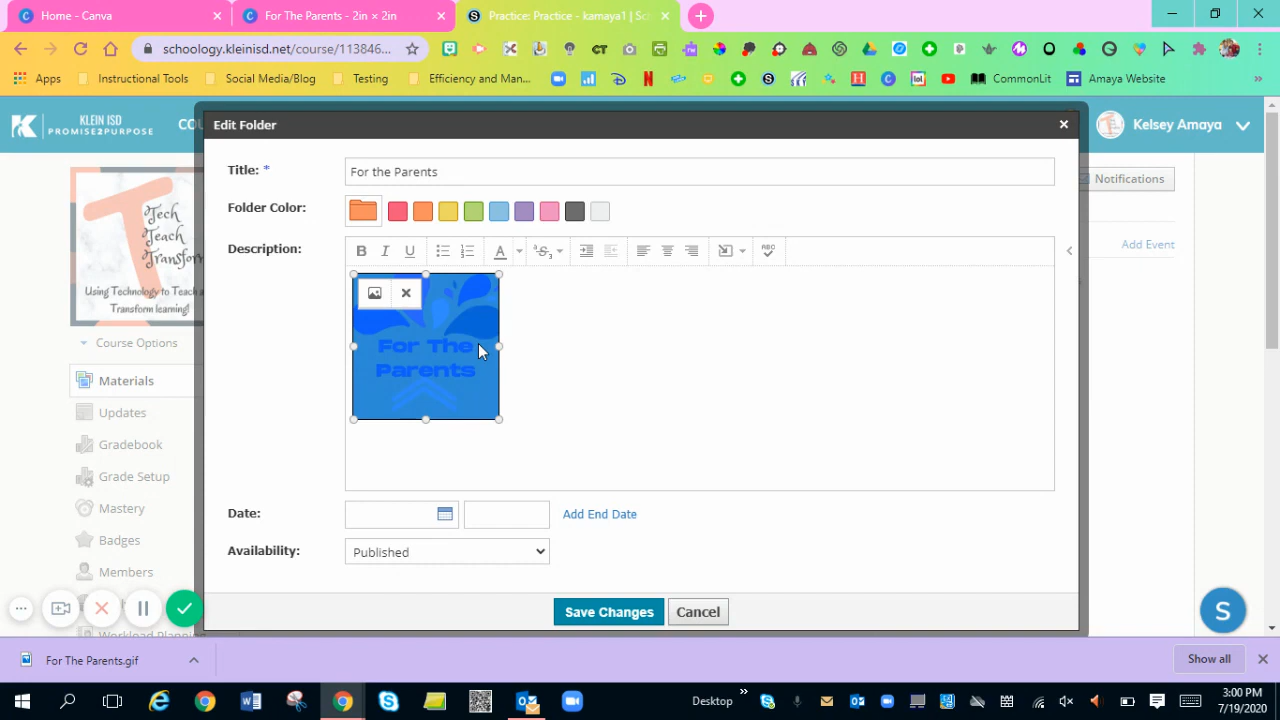 Home - Canva
For The Parents - 2in × 2in
Practice: Practice - kamaya1 | Sc
schoology.kleinisd.net/course/113846...
Apps
Instructional Tools
Social Media/Blog
Testing
Efficiency and Man...
CommonLit
Amaya Website
KLEIN ISD
PROMISE2PURPOSE
COU
Kelsey Amaya
Edit Folder
Title: *
For the Parents
Notifications
Folder Color:
Tech
Teach
Transform
Using Technology to Teach a
Transform learning!
Description:
B I U
A
ABC
Add Event
For The
Parents
Course Options
Materials
Updates
Gradebook
Grade Setup
Mastery
Badges
Members
Workload Planning
Date:
Add End Date
Availability:
Published
Save Changes
Cancel
S
For The Parents.gif
Show all
Desktop
3:00 PM
7/19/2020